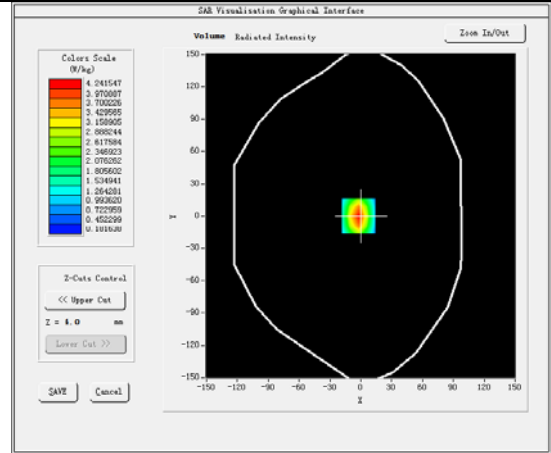 SAR Visualisation Graphical Interface
Volume Radiated Intensity
Zoom In/Out
Colors Scale
(W/kg)
4.241547
3.970887
3.700226
3.429565
3.158905
2.888244
2.617584
2.346923
2.076262
1.805602
1.534941
1.264281
0.993620
0.722959
0.452299
0.181638
150
120
90
60
30
0
-30
-60
-90
-120
-150
Y
-150 -120 -90 -60 -30 0 30 60 90 120 150
X
Z-Cuts Control
<< Upper Cut
Z = 4.0 mm
Lower Cut >>
SAVE Cancel